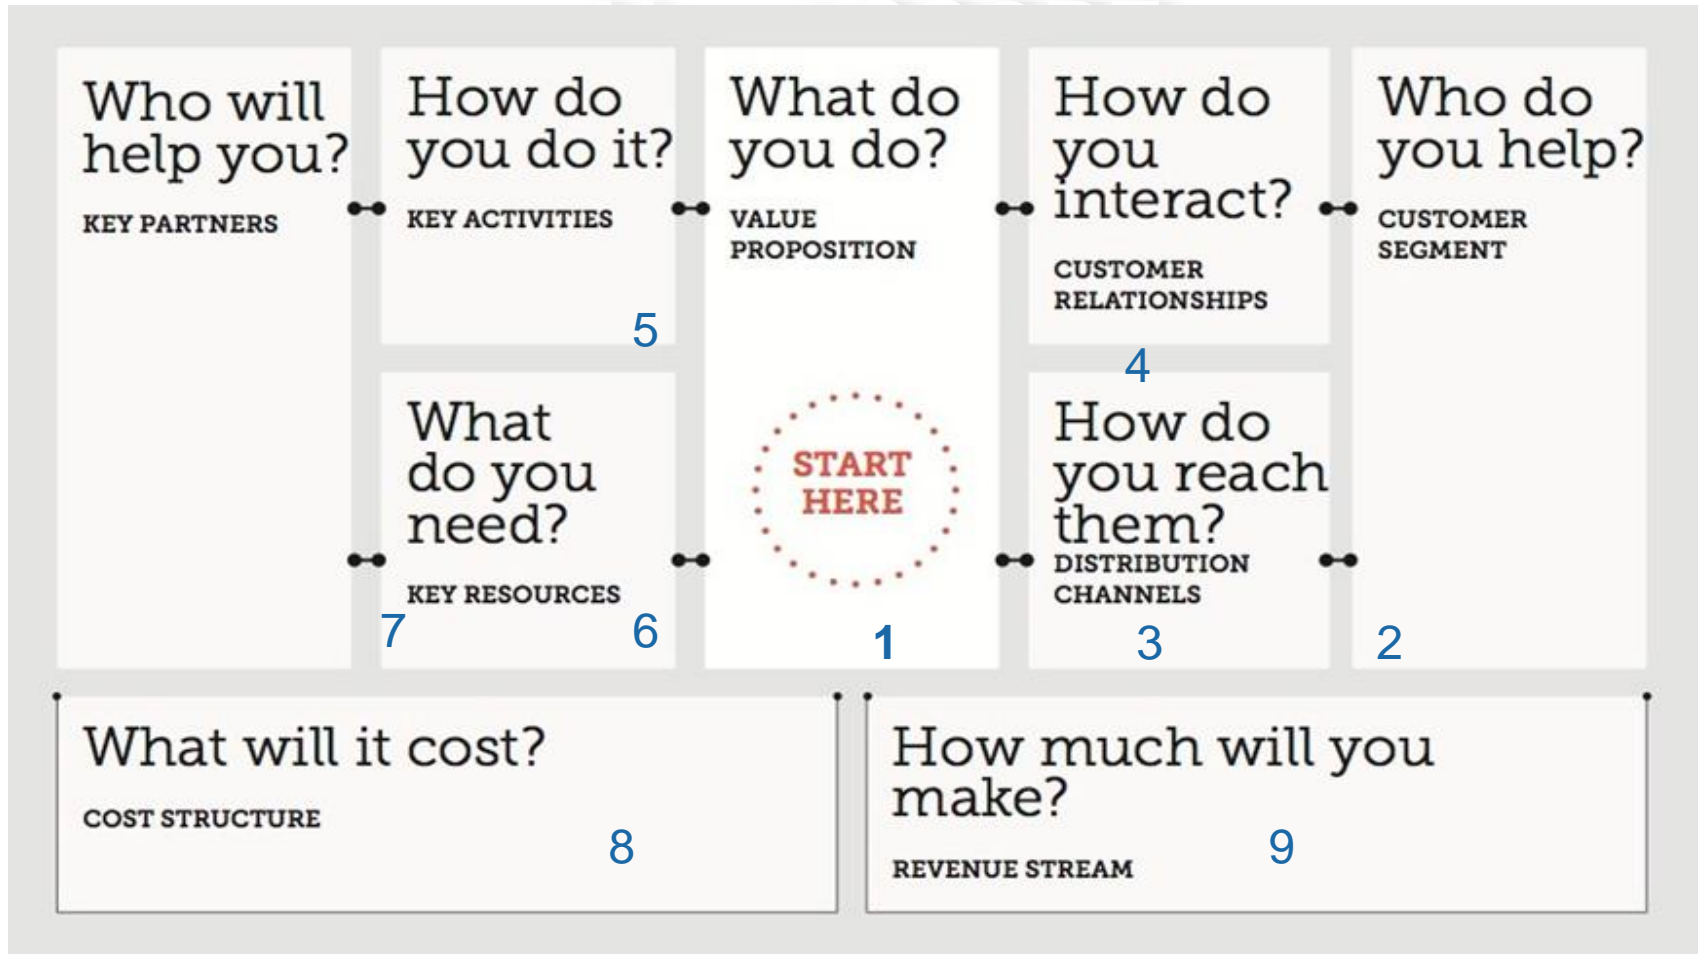 Who will
help you?
KEY PARTNERS
How do
you do it?
KEY ACTIVITIES
5
What
do you
need?
KEY RESOURCES
7
6
What do
you do?
VALUE
PROPOSITION
START
HERE
1
How do
you
interact?
CUSTOMER
RELATIONSHIPS
4
How do
you reach
them?
DISTRIBUTION
CHANNELS
3
Who do
you help?
CUSTOMER
SEGMENT
2
What will it cost?
COST STRUCTURE
8
How much will you
make?
REVENUE STREAM
9